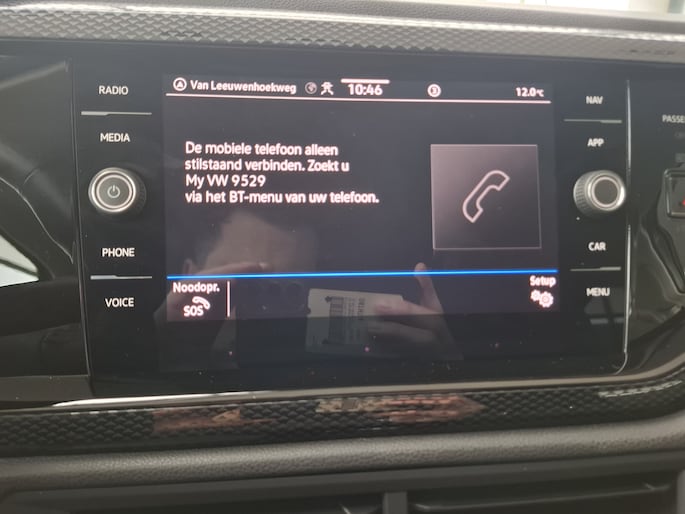 RADIO
MEDIA
PHONE
VOICE
Van Leeuwenhoekweg
10:46
12.0°C
De mobiele telefoon alleen
stilstaand verbinden. Zoekt u
My VW 9529
via het BT-menu van uw telefoon.
Noodopr.
SOS
Setup
NAV
APP
CAR
MENU
PASSE